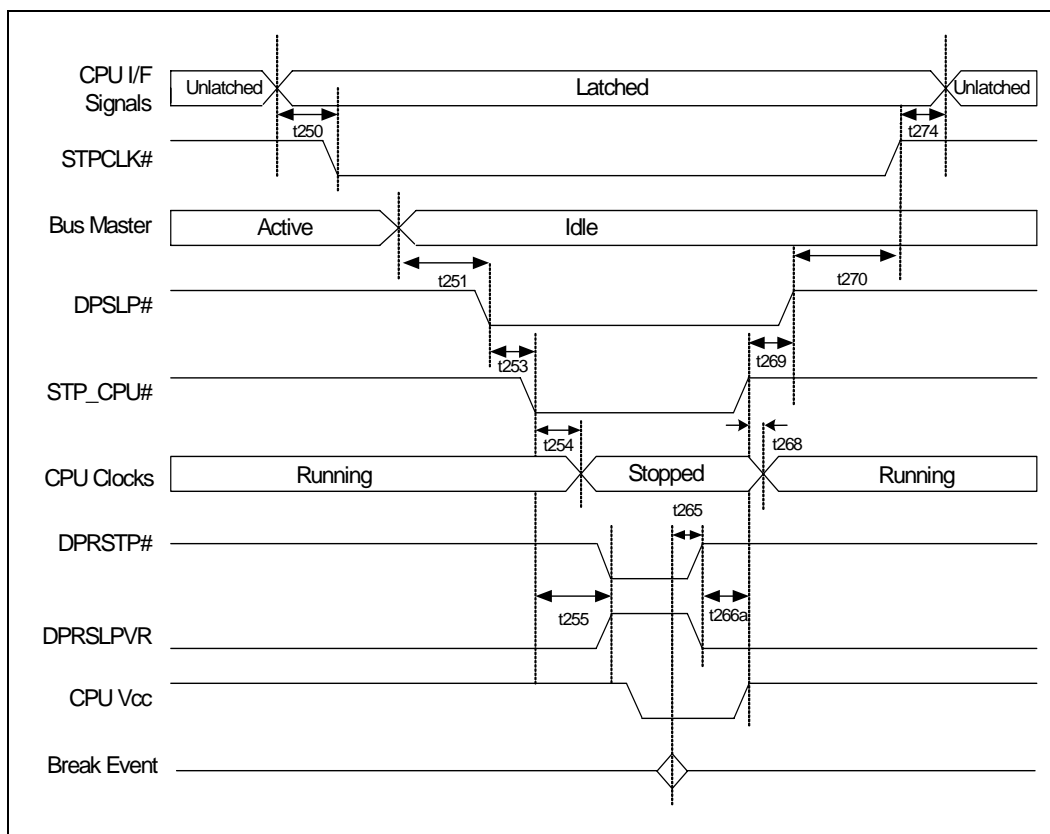 CPU I/F
Signals
Unlatched
Latched
Unlatched
t250
t274
STPCLK#
Bus Master
Active
Idle
t251
t270
DPSLP#
t253
t269
STP_CPU#
t254
t268
CPU Clocks
Running
Stopped
Running
t265
DPRSTP#
t255
t266a
DPRSLPVR
CPU Vcc
Break Event